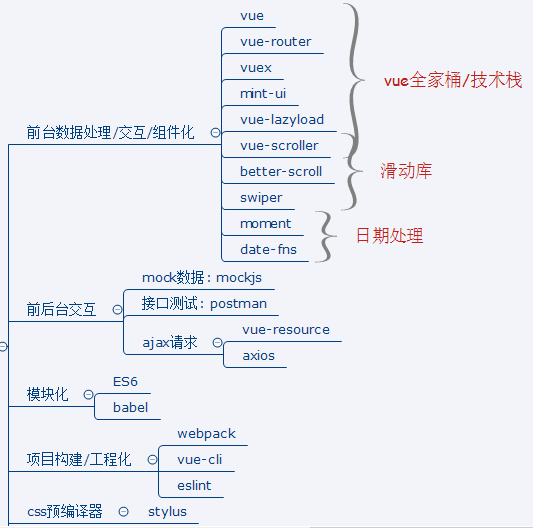 vue
vue-router
vuex
mint-ui
vue-lazyload
vue-scroller
better-scroll
swiper
moment
date-fns
前台数据处理/交互/组件化
vue全家桶/技术栈
滑动库
日期处理
mock数据：mockjs
接口测试：postman
前后台交互
ajax请求
vue-resource
axios
模块化
ES6
babel
项目构建/工程化
webpack
vue-cli
eslint
css预编译器
stylus